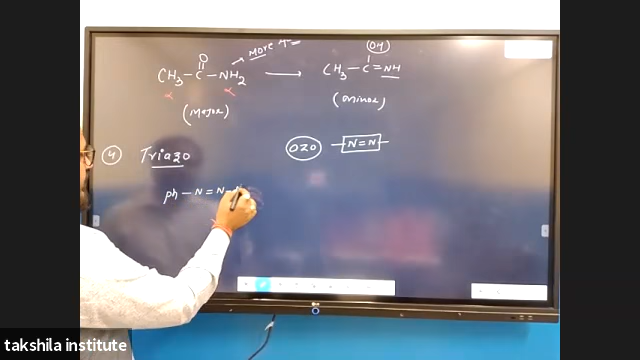 OH
O → More
CH3 — C — NH2 ⟶ CH3 — C = NH
(Major) (Minor)
4 Triazo ozo — N = N —
ph — N = N —
takshila institute